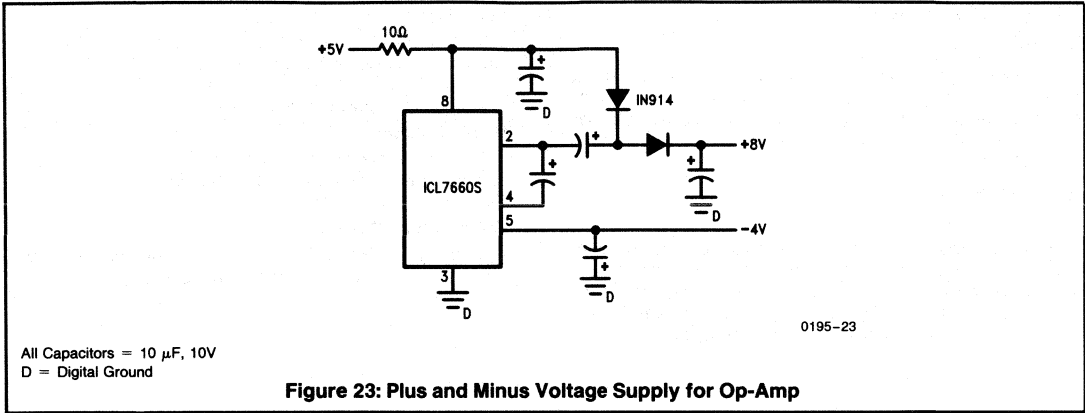 10Ω
+5V
+
D
8
IN914
2
+
+8V
+
+
ICL7660S
4
D
5
−4V
+
3
D
D
0195–23
All Capacitors = 10 μF, 10V
D = Digital Ground
Figure 23: Plus and Minus Voltage Supply for Op-Amp